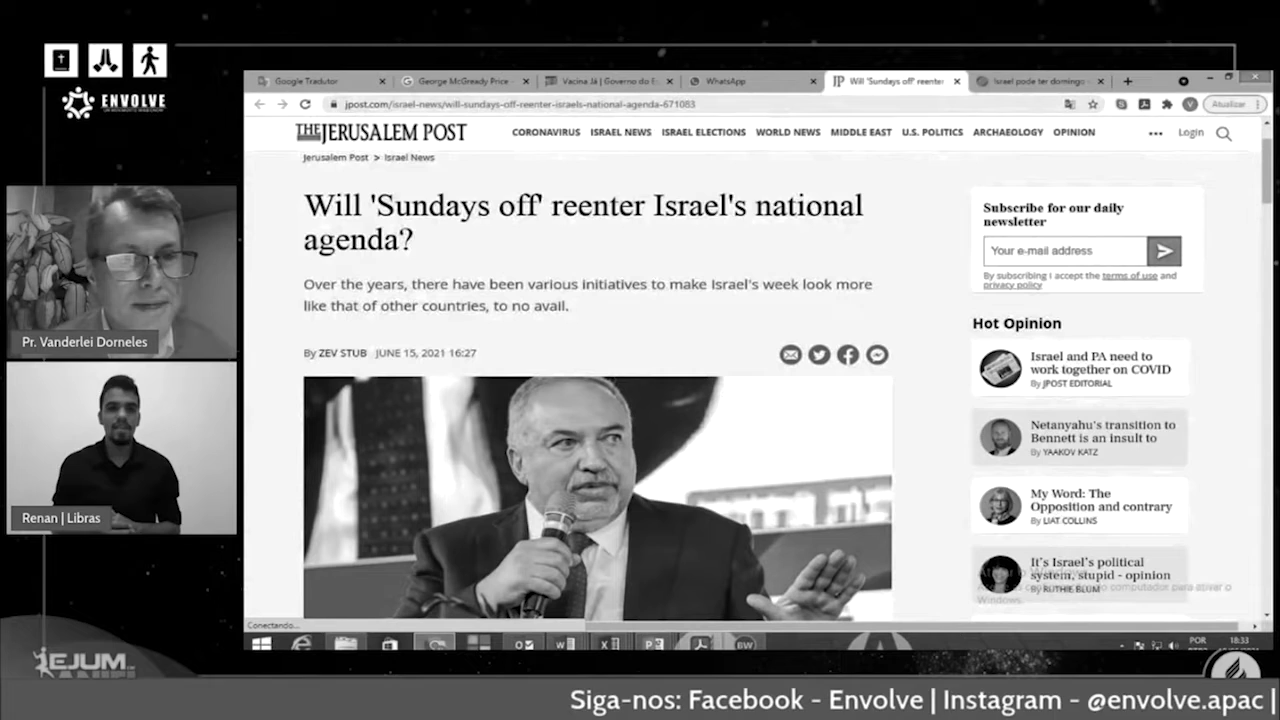 ENVOLVE
Google Tradutor
George McGready Price -
Vacina Já | Governo do E
WhatsApp
JP Will 'Sundays off' reenter
Israel pode ter domingo
jpost.com/israel-news/will-sundays-off-reenter-israels-national-agenda-671083
Atualizar
THE JERUSALEM POST
CORONAVIRUS ISRAEL NEWS ISRAEL ELECTIONS WORLD NEWS MIDDLE EAST U.S. POLITICS ARCHAEOLOGY OPINION
... Login
Jerusalem Post > Israel News
Will 'Sundays off' reenter Israel's national
agenda?
Over the years, there have been various initiatives to make Israel's week look more
like that of other countries, to no avail.
By ZEV STUB JUNE 15, 2021 16:27
Subscribe for our daily
newsletter
Your e-mail address
By subscribing I accept the terms of use and
privacy policy
Hot Opinion
Israel and PA need to
work together on COVID
By JPOST EDITORIAL
Netanyahu's transition to
Bennett is an insult to
By YAAKOV KATZ
My Word: The
Opposition and contrary
By LIAT COLLINS
It's Israel's political
system, stupid - opinion
By RUTHIE BLUM
computador para ativar o
Windows.
Conectando...
POR
18:33
Pr. Vanderlei Dorneles
Renan | Libras
EJUM
Siga-nos: Facebook - Envolve | Instagram - @envolve.apac |